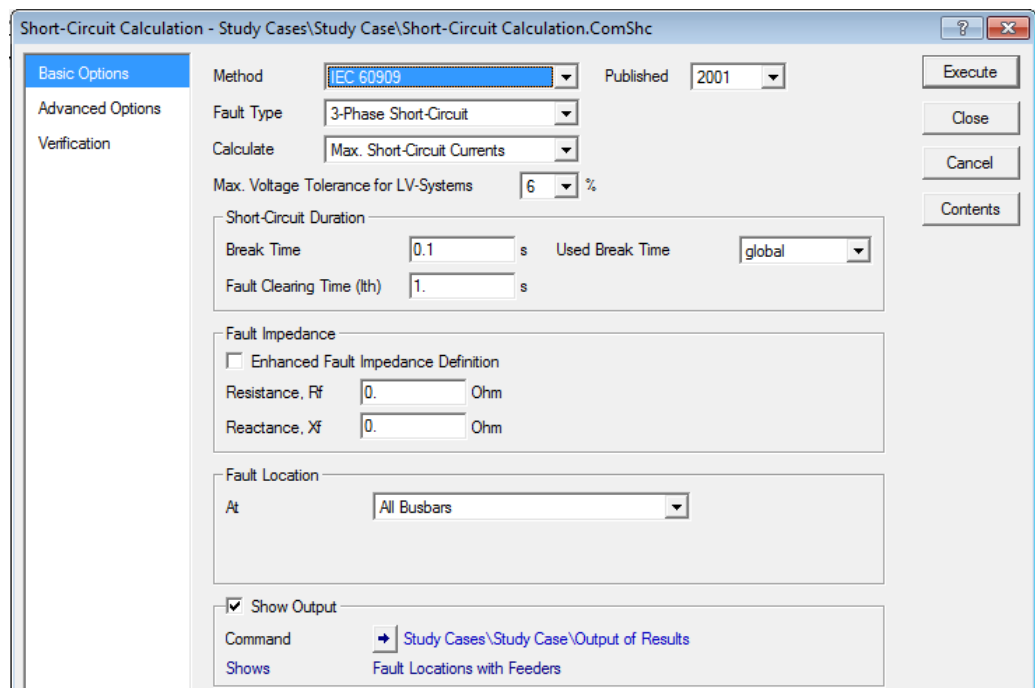 Short-Circuit Calculation - Study Cases\Study Case\Short-Circuit Calculation.ComShc
Basic Options
Advanced Options
Verification
Method IEC 60909 Published 2001
Fault Type 3-Phase Short-Circuit
Calculate Max. Short-Circuit Currents
Max. Voltage Tolerance for LV-Systems 6 %
Short-Circuit Duration
Break Time 0.1 s Used Break Time global
Fault Clearing Time (Ith) 1. s
Fault Impedance
Enhanced Fault Impedance Definition
Resistance, Rf 0. Ohm
Reactance, Xf 0. Ohm
Fault Location
At All Busbars
Show Output
Command Study Cases\Study Case\Output of Results
Shows Fault Locations with Feeders
Execute
Close
Cancel
Contents